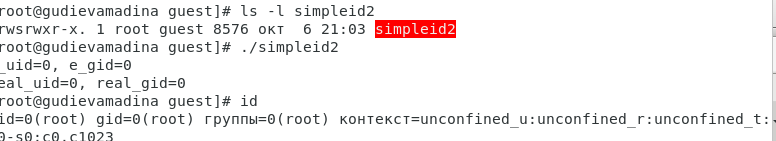 root@gudievamadina guest]# ls -l simpleid2
rwsrwxr-x. 1 root guest 8576 окт  6 21:03 simpleid2
root@gudievamadina guest]# ./simpleid2
_uid=0, e_gid=0
eal_uid=0, real_gid=0
root@gudievamadina guest]# id
id=0(root) gid=0(root) группы=0(root) контекст=unconfined_u:unconfined_r:unconfined_t:
0-s0:c0.c1023